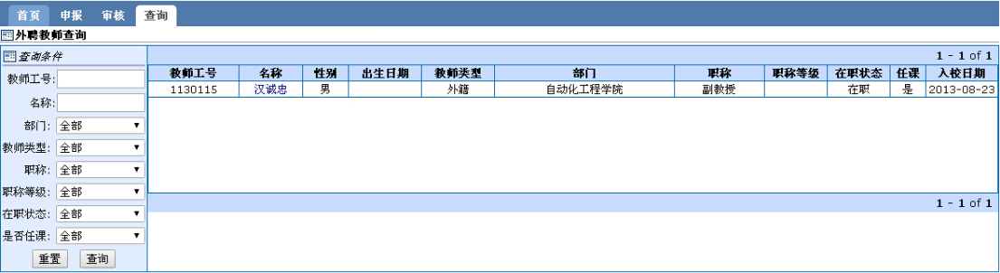 首页 申报 审核 查询
外聘教师查询
查询条件
教师工号:
名称:
部门: 全部
教师类型: 全部
职称: 全部
职称等级: 全部
在职状态: 全部
是否任课: 全部
重置 查询
1 - 1 of 1
教师工号 名称 性别 出生日期 教师类型 部门 职称 职称等级 在职状态 任课 入校日期
1130115 汉诚忠 男 外籍 自动化工程学院 副教授 在职 是 2013-08-23
1 - 1 of 1